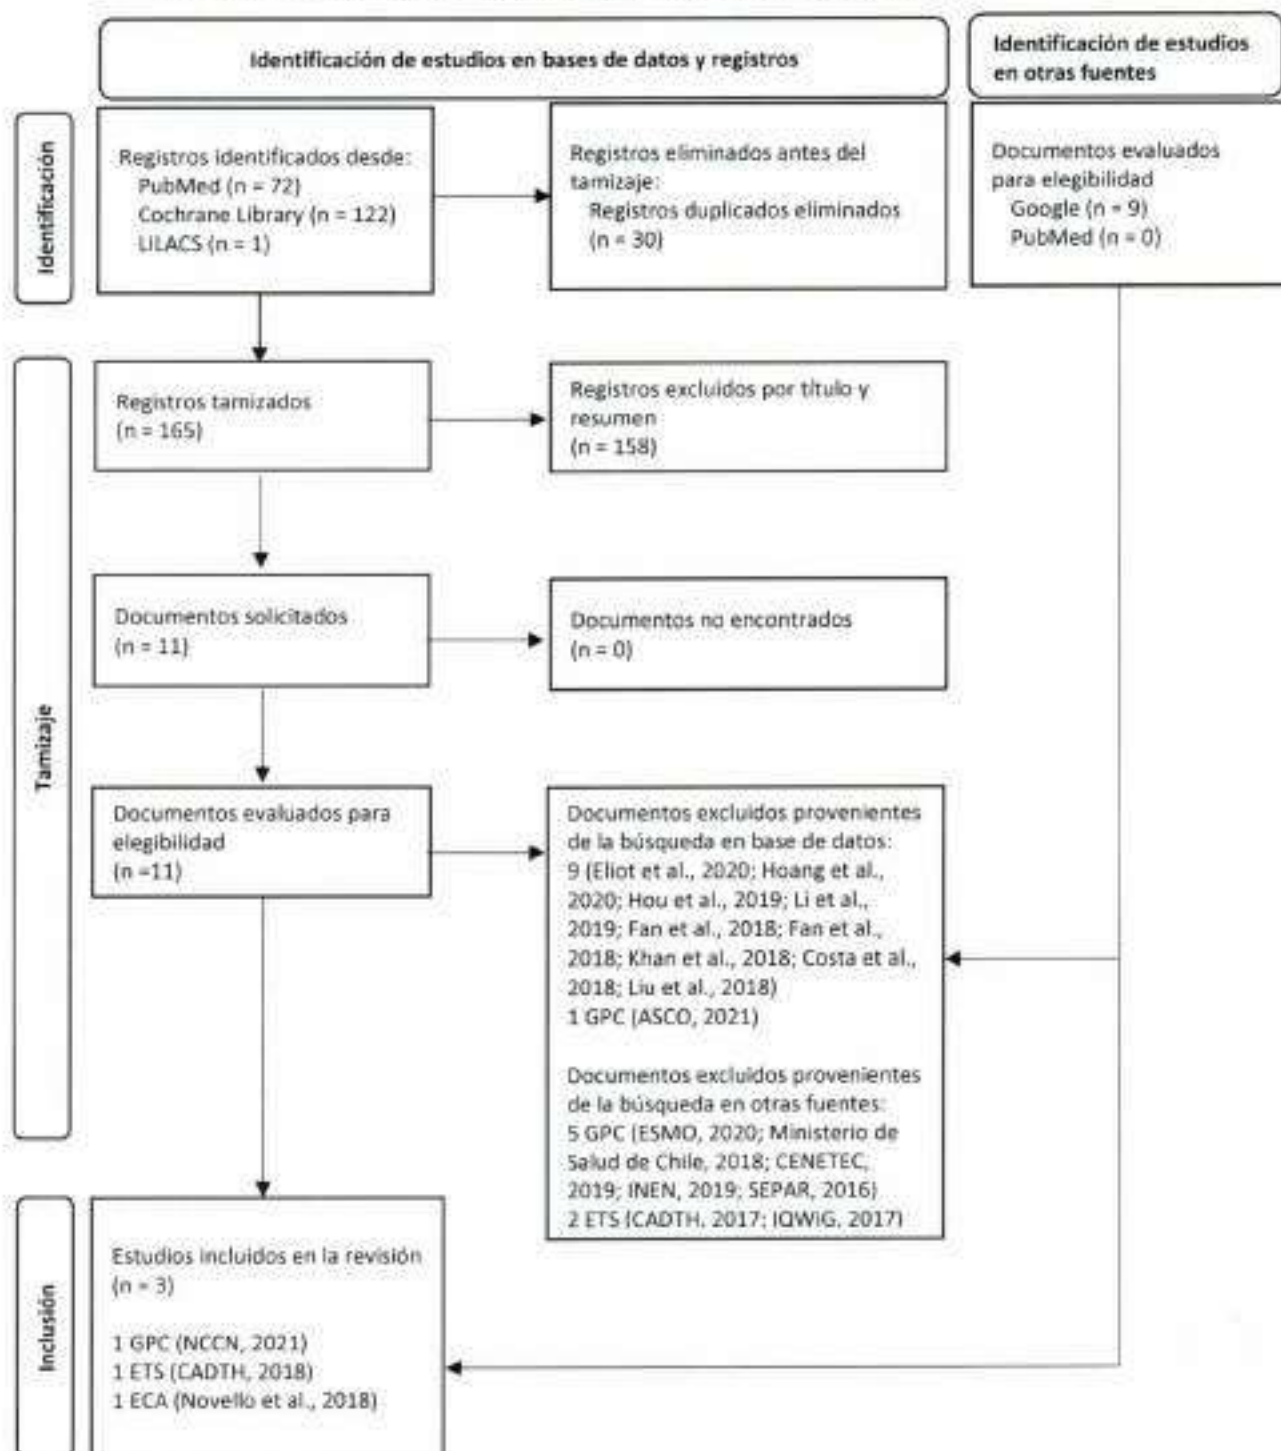 Identificación de estudios en bases de datos y registros
Identificación de estudios
en otras fuentes
Identificación
Registros identificados desde:
PubMed (n = 72)
Cochrane Library (n = 122)
LILACS (n = 1)
Registros eliminados antes del
tamizaje:
Registros duplicados eliminados
(n = 30)
Documentos evaluados
para elegibilidad
Google (n = 9)
PubMed (n = 0)
Tamizaje
Registros tamizados
(n = 165)
Registros excluidos por título y
resumen
(n = 158)
Documentos solicitados
(n = 11)
Documentos no encontrados
(n = 0)
Documentos evaluados para
elegibilidad
(n =11)
Documentos excluidos provenientes
de la búsqueda en base de datos:
9 (Eliot et al., 2020; Hoang et al.,
2020; Hou et al., 2019; Li et al.,
2019; Fan et al., 2018; Fan et al.,
2018; Khan et al., 2018; Costa et al.,
2018; Liu et al., 2018)
1 GPC (ASCO, 2021)
Documentos excluidos provenientes
de la búsqueda en otras fuentes:
5 GPC (ESMO, 2020; Ministerio de
Salud de Chile, 2018; CENETEC,
2019; INEN, 2019; SEPAR, 2016)
2 ETS (CADTH, 2017; IQWiG, 2017)
Inclusión
Estudios incluidos en la revisión
(n = 3)
1 GPC (NCCN, 2021)
1 ETS (CADTH, 2018)
1 ECA (Novello et al., 2018)